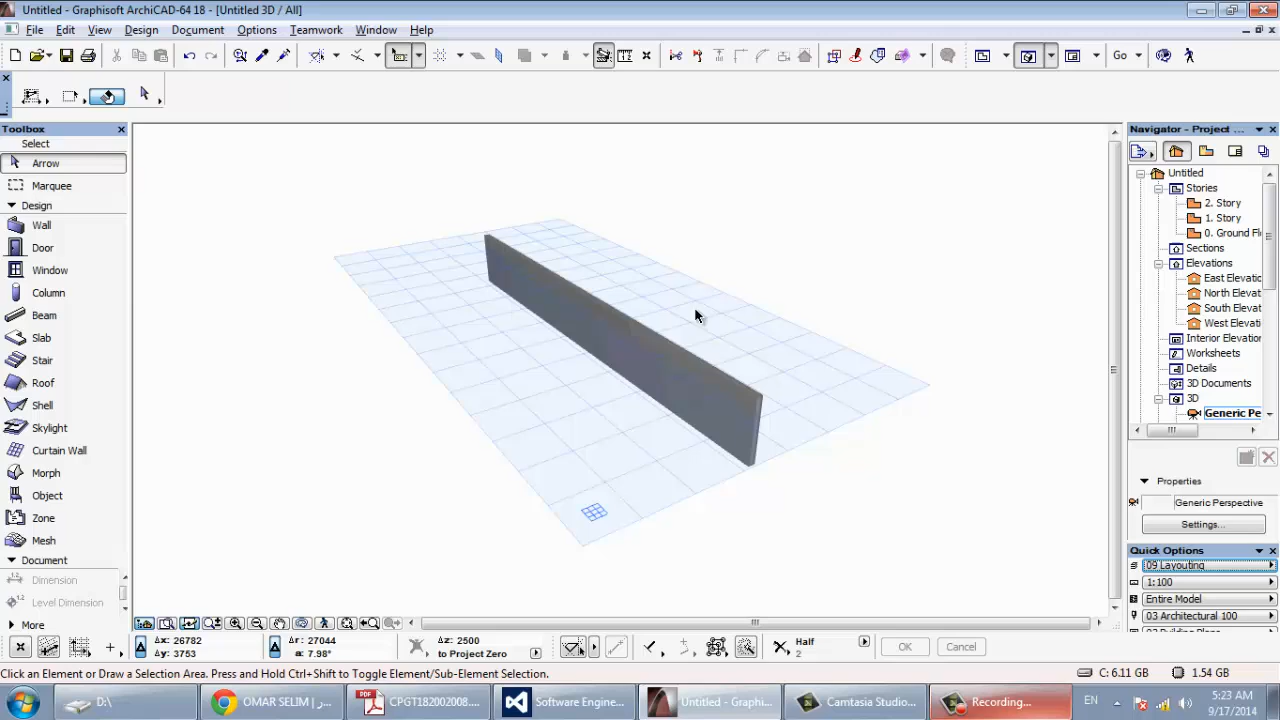 Untitled - Graphisoft ArchiCAD-64 18 - [Untitled 3D / All]
File Edit View Design Document Options Teamwork Window Help
Go
Toolbox
Select
Arrow
Marquee
Design
Wall
Door
Window
Column
Beam
Slab
Stair
Roof
Shell
Skylight
Curtain Wall
Morph
Object
Zone
Mesh
Document
Dimension
Level Dimension
More
Navigator - Project ...
Untitled
Stories
2. Story
1. Story
0. Ground Fl
Sections
Elevations
East Elevatio
North Elevat
South Elevat
West Elevati
Interior Elevation
Worksheets
Details
3D Documents
3D
Generic Pe
Properties
Generic Perspective
Settings...
Quick Options
09 Layouting
1:100
Entire Model
03 Architectural 100
Δx: 26782
Δy: 3753
Δr: 27044
a: 7.98°
Δz: 2500
to Project Zero
Half
2
OK Cancel
Click an Element or Draw a Selection Area. Press and Hold Ctrl+Shift to Toggle Element/Sub-Element Selection.
C: 6.11 GB 1.54 GB
D:\ OMAR SELIM | ر... CPGT182002008.... Software Enginee... Untitled - Graphi... Camtasia Studio... Recording... EN
5:23 AM
9/17/2014